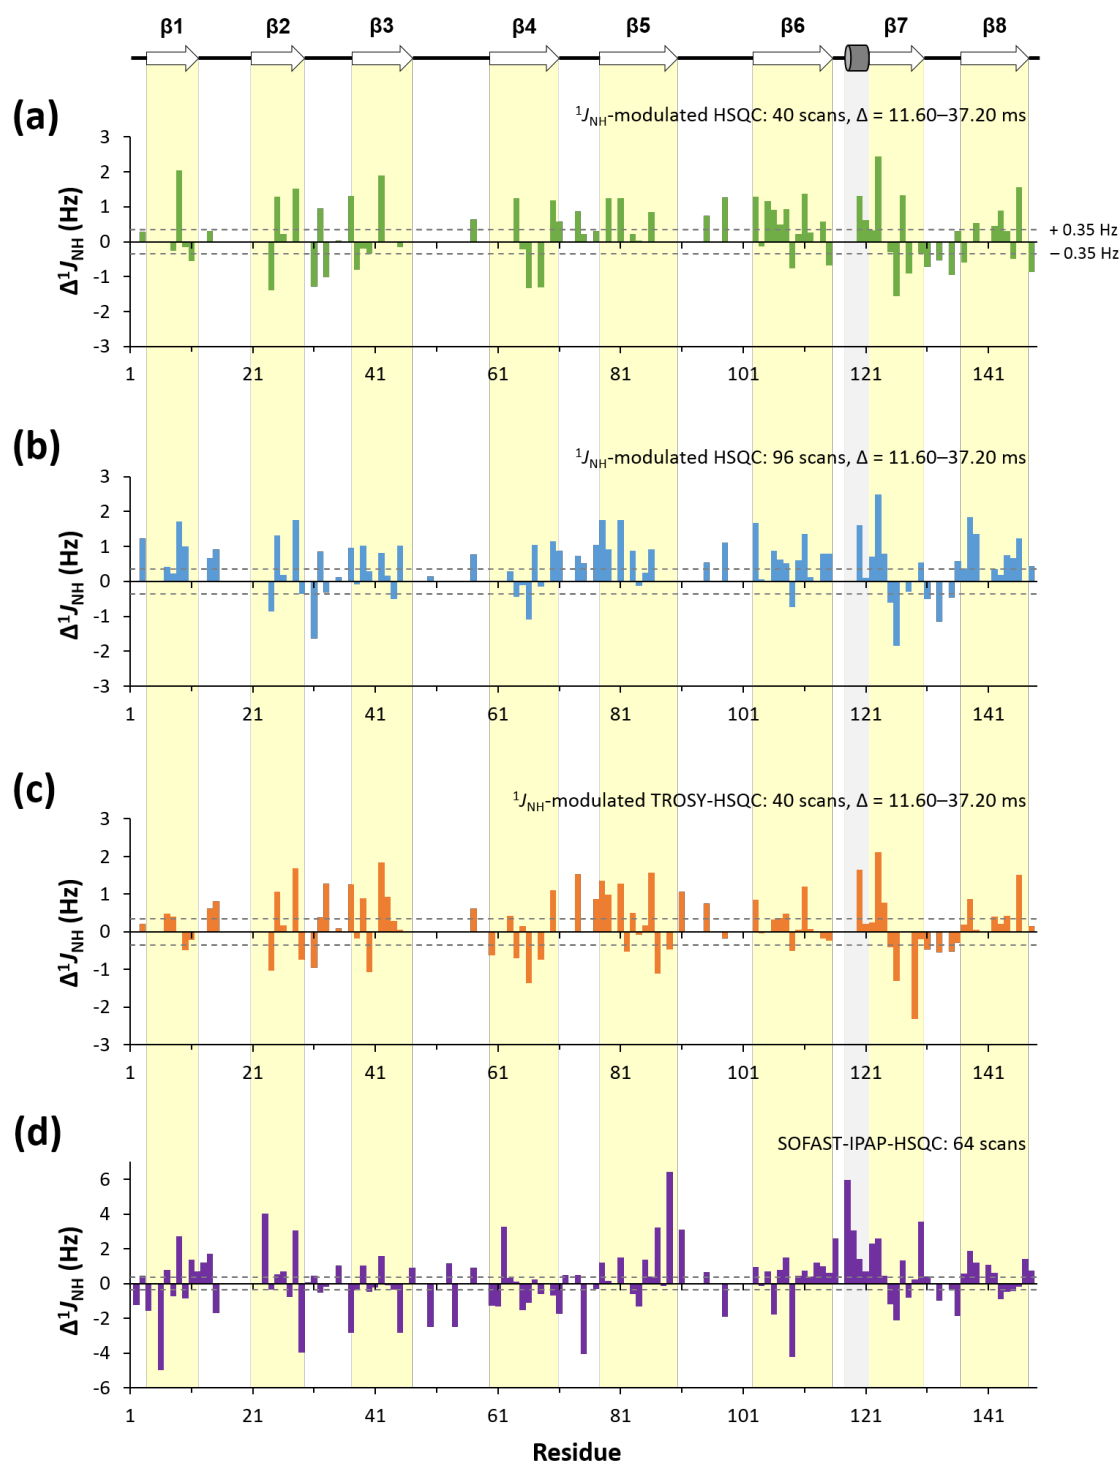 β1 β2 β3 β4 β5 β6 β7 β8
(a)
¹JNH-modulated HSQC: 40 scans, Δ = 11.60–37.20 ms
3
2
1
0
-1
-2
-3
Δ¹JNH (Hz)
+ 0.35 Hz
– 0.35 Hz
1 21 41 61 81 101 121 141
(b)
¹JNH-modulated HSQC: 96 scans, Δ = 11.60–37.20 ms
3
2
1
0
-1
-2
-3
Δ¹JNH (Hz)
1 21 41 61 81 101 121 141
(c)
¹JNH-modulated TROSY-HSQC: 40 scans, Δ = 11.60–37.20 ms
3
2
1
0
-1
-2
-3
Δ¹JNH (Hz)
1 21 41 61 81 101 121 141
(d)
SOFAST-IPAP-HSQC: 64 scans
6
4
2
0
-2
-4
-6
Δ¹JNH (Hz)
1 21 41 61 81 101 121 141
Residue